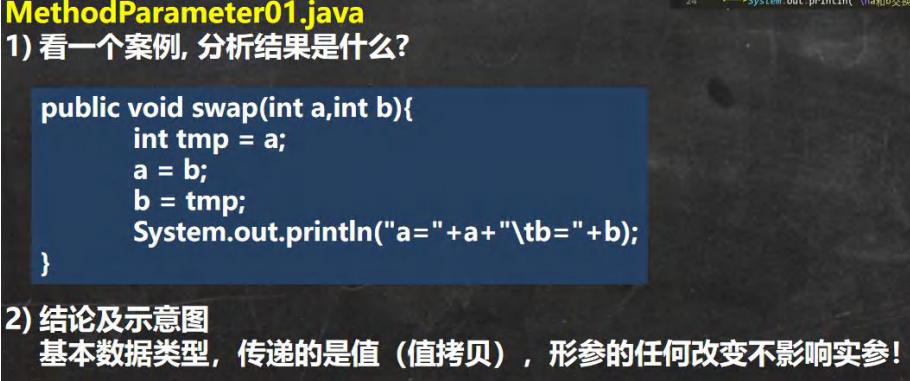 MethodParameter01.java
24 System.out.println( "\na和b交换
1) 看一个案例, 分析结果是什么?
public void swap(int a,int b){
int tmp = a;
a = b;
b = tmp;
System.out.println("a="+a+"\tb="+b);
}
2) 结论及示意图
基本数据类型，传递的是值（值拷贝），形参的任何改变不影响实参！